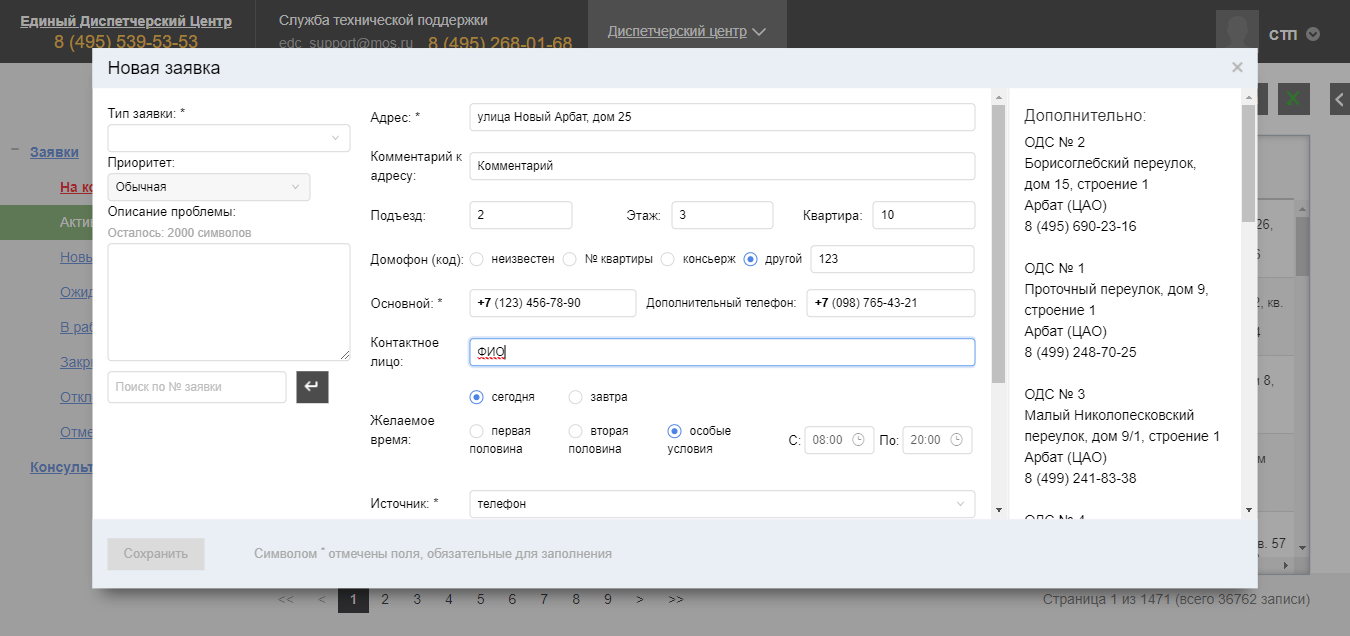 Единый Диспетчерский Центр
8 (495) 539-53-53
Служба технической поддержки
edc_support@mos.ru 8 (495) 268-01-68
Диспетчерский центр
СТП
Новая заявка
×
Заявки
На ко
Акти
Новы
Ожид
В раб
Закр
Откл
Отме
Консульт
Тип заявки: *
Приоритет:
Обычная
Описание проблемы:
Осталось: 2000 символов
Поиск по № заявки
Адрес: * улица Новый Арбат, дом 25
Комментарий к адресу: Комментарий
Подъезд: 2 Этаж: 3 Квартира: 10
Домофон (код): неизвестен № квартиры консьерж другой 123
Основной: * +7 (123) 456-78-90 Дополнительный телефон: +7 (098) 765-43-21
Контактное лицо: ФИО
сегодня завтра
Желаемое время:
первая половина вторая половина особые условия С: 08:00 По: 20:00
Источник: * телефон
Дополнительно:
ОДС № 2
Борисоглебский переулок,
дом 15, строение 1
Арбат (ЦАО)
8 (495) 690-23-16
ОДС № 1
Проточный переулок, дом 9,
строение 1
Арбат (ЦАО)
8 (499) 248-70-25
ОДС № 3
Малый Николопесковский
переулок, дом 9/1, строение 1
Арбат (ЦАО)
8 (499) 241-83-38
ОДС № 4
26,
, кв.
8,
м
в. 57
Сохранить
Символом * отмечены поля, обязательные для заполнения
<< < 1 2 3 4 5 6 7 8 9 > >>
Страница 1 из 1471 (всего 36762 записи)